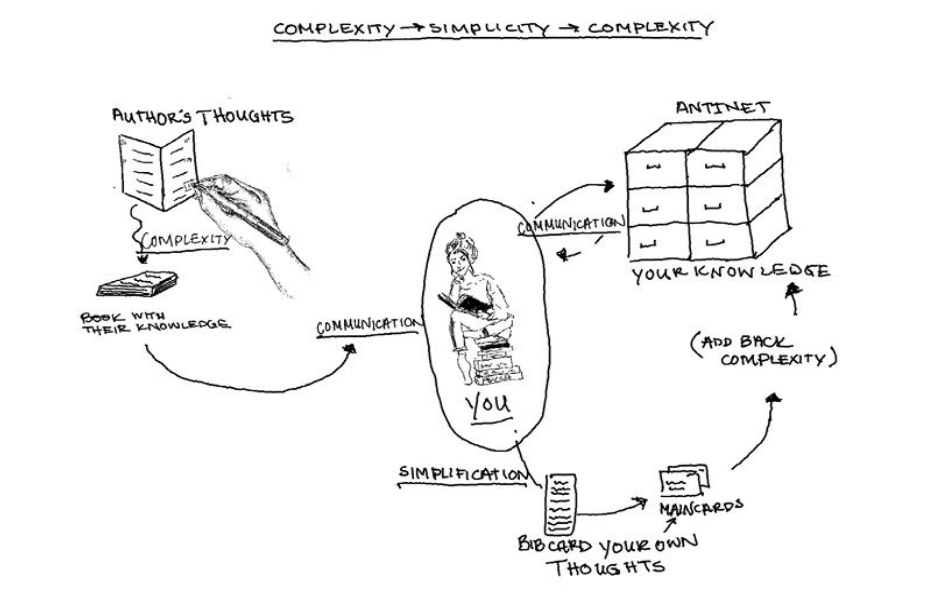 COMPLEXITY → SIMPLICITY → COMPLEXITY
AUTHOR'S THOUGHTS
COMPLEXITY
BOOK WITH
THEIR KNOWLEDGE
COMMUNICATION
YOU
ANTINET
COMMUNICATION
YOUR KNOWLEDGE
(ADD BACK
COMPLEXITY)
SIMPLIFICATION
MAINCARDS
BIBCARD YOUR OWN
THOUGHTS